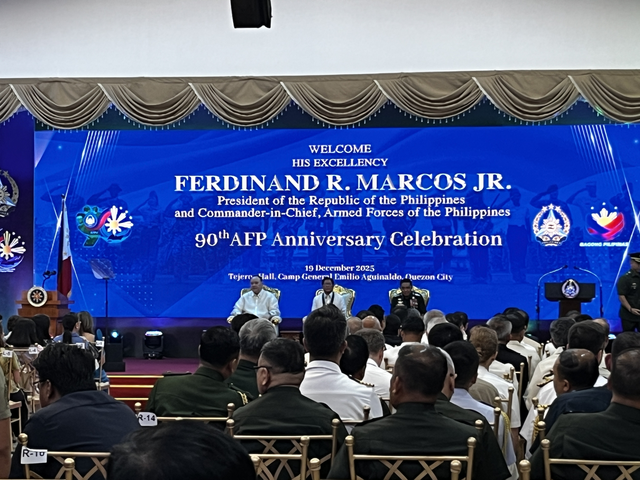 WELCOME
HIS EXCELLENCY
FERDINAND R. MARCOS JR.
President of the Republic of the Philippines
and Commander-in-Chief, Armed Forces of the Philippines
90th AFP Anniversary Celebration
19 December 2025
Tejeros Hall, Camp General Emilio Aguinaldo, Quezon City
BAGONG PILIPINAS
R-14